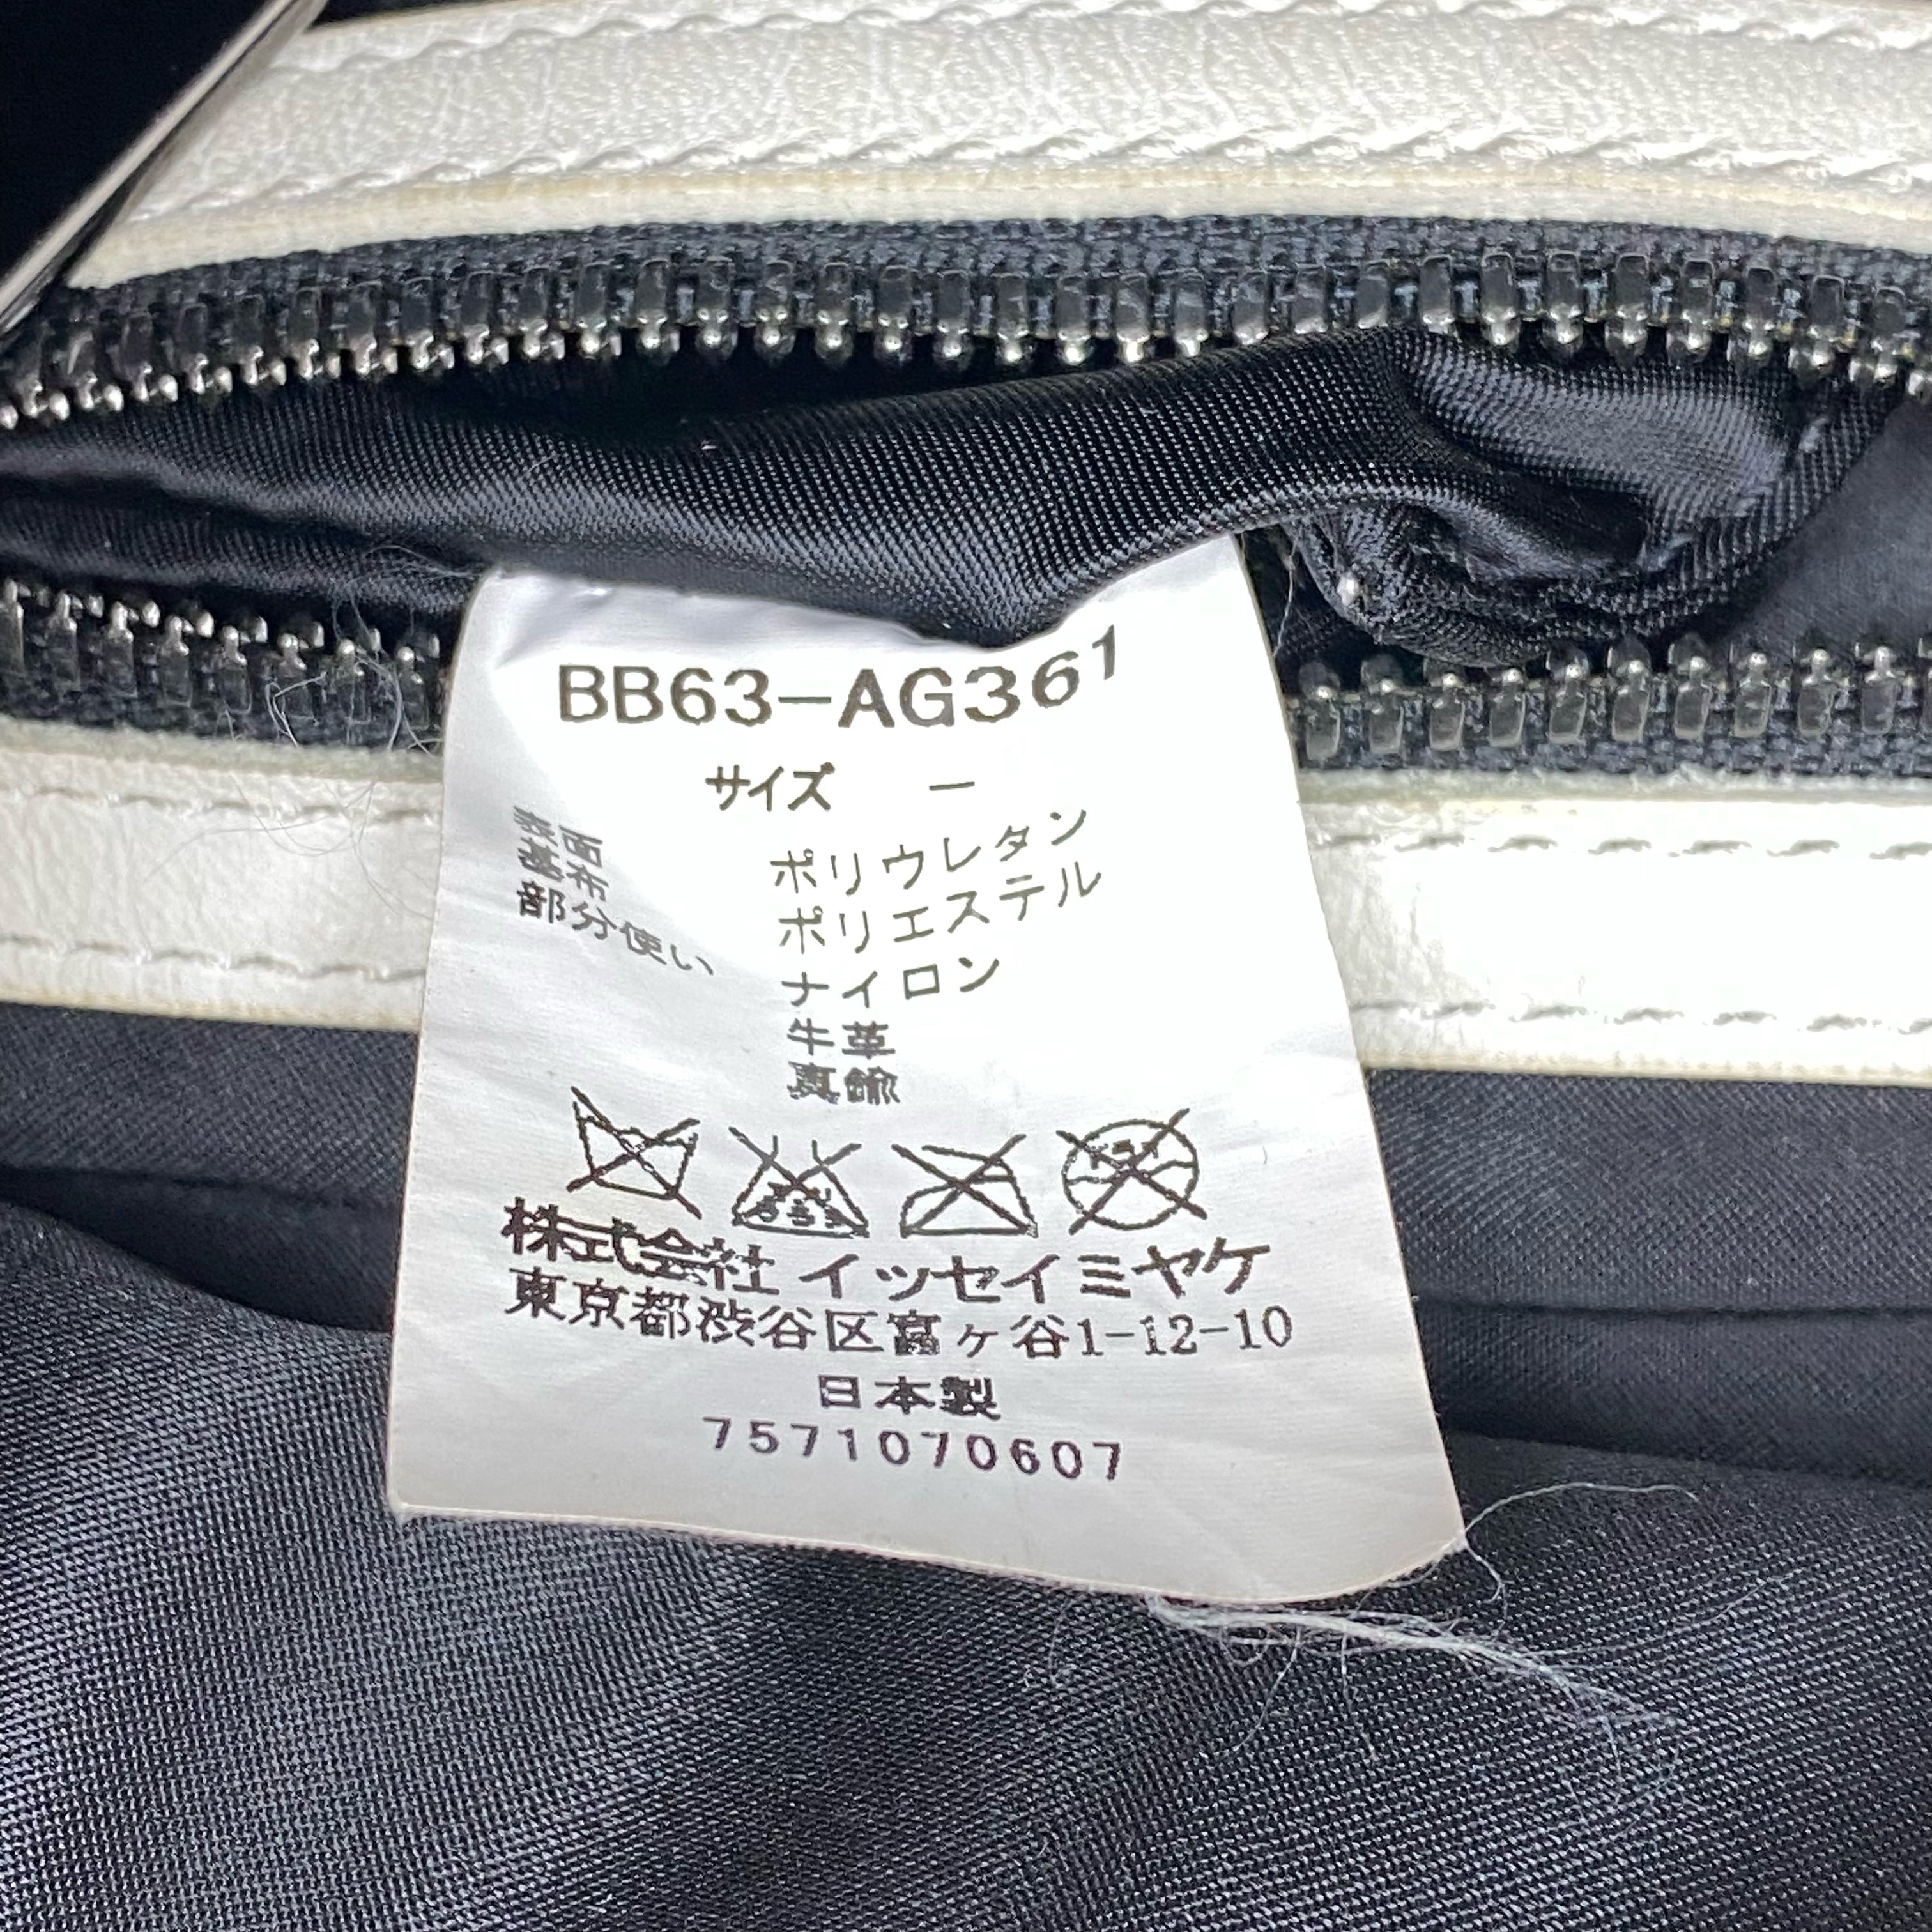 BB63-AG361
サイズ ー
表面 ポリウレタン
基布 ポリエステル
部分使い ナイロン
牛革
真鍮
株式会社 イッセイミヤケ
東京都渋谷区富ヶ谷1-12-10
日本製
7571070607